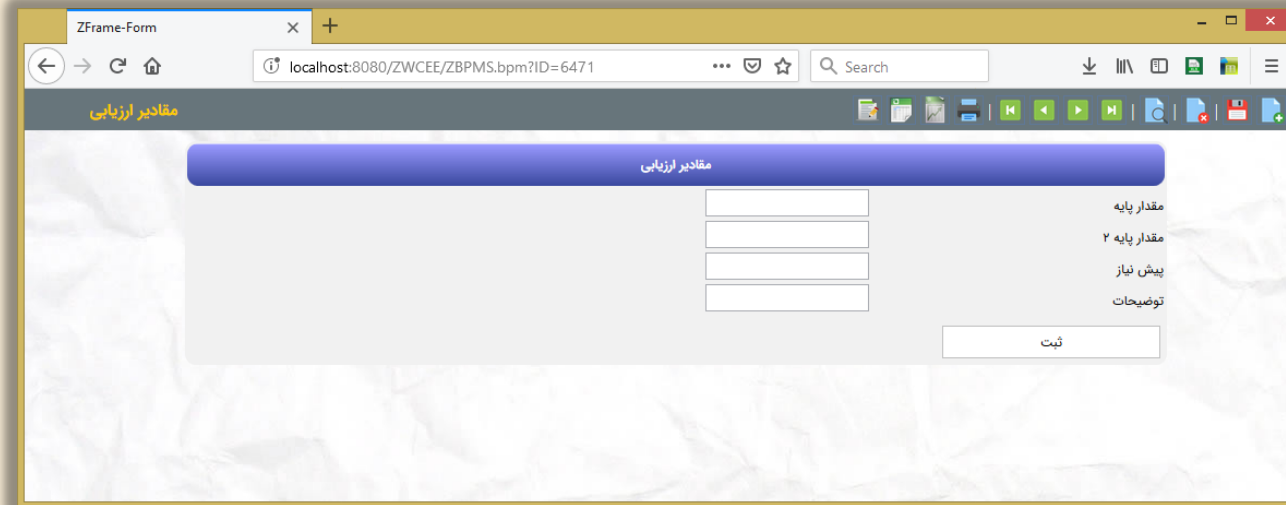 ZFrame-Form
localhost:8080/ZWCEE/ZBPMS.bpm?ID=6471
Search
مقادیر ارزیابی
مقادیر ارزیابی
مقدار پایه
مقدار پایه ۲
پیش نیاز
توضیحات
ثبت